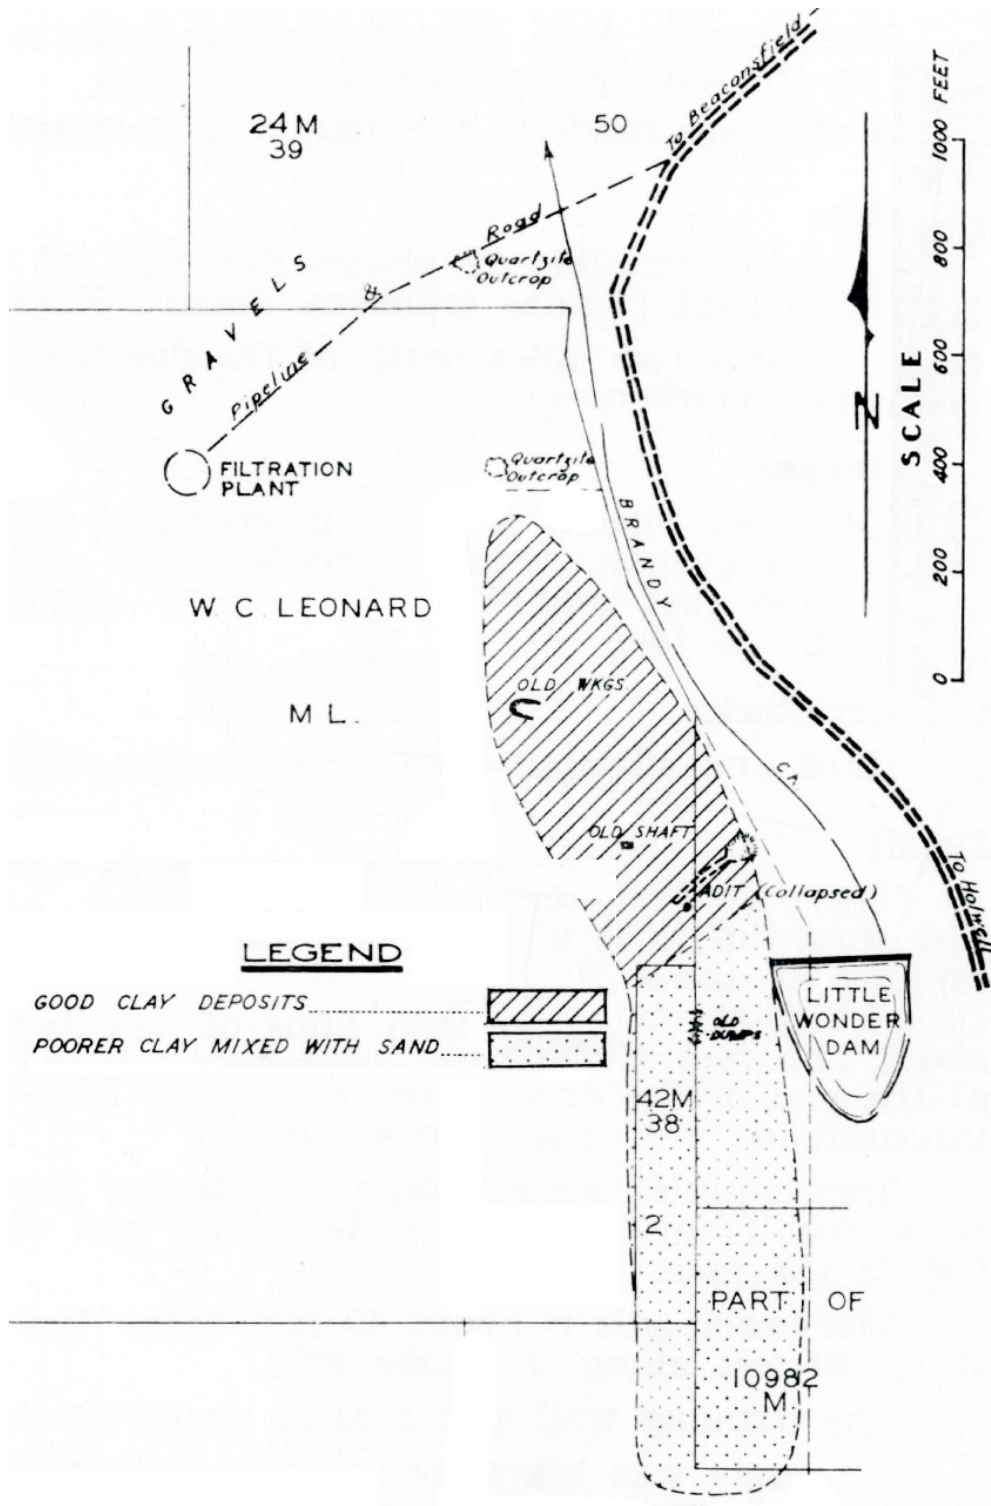 To Beaconsfield
24 M
39
50
1000 FEET
800
600
400
200
0
SCALE
N
Road
&
Pipeline
GRAVELS
Quartzite
Outcrop
FILTRATION
PLANT
Quartzite
Outcrop
BRANDY
CK.
W. C. LEONARD
M L.
OLD WKGS
OLD SHAFT
ADIT (Collapsed)
To Holwell
LEGEND
GOOD CLAY DEPOSITS
POORER CLAY MIXED WITH SAND
OLD
DUMPS
LITTLE
WONDER
DAM
42M
38
2
PART OF
10982
M